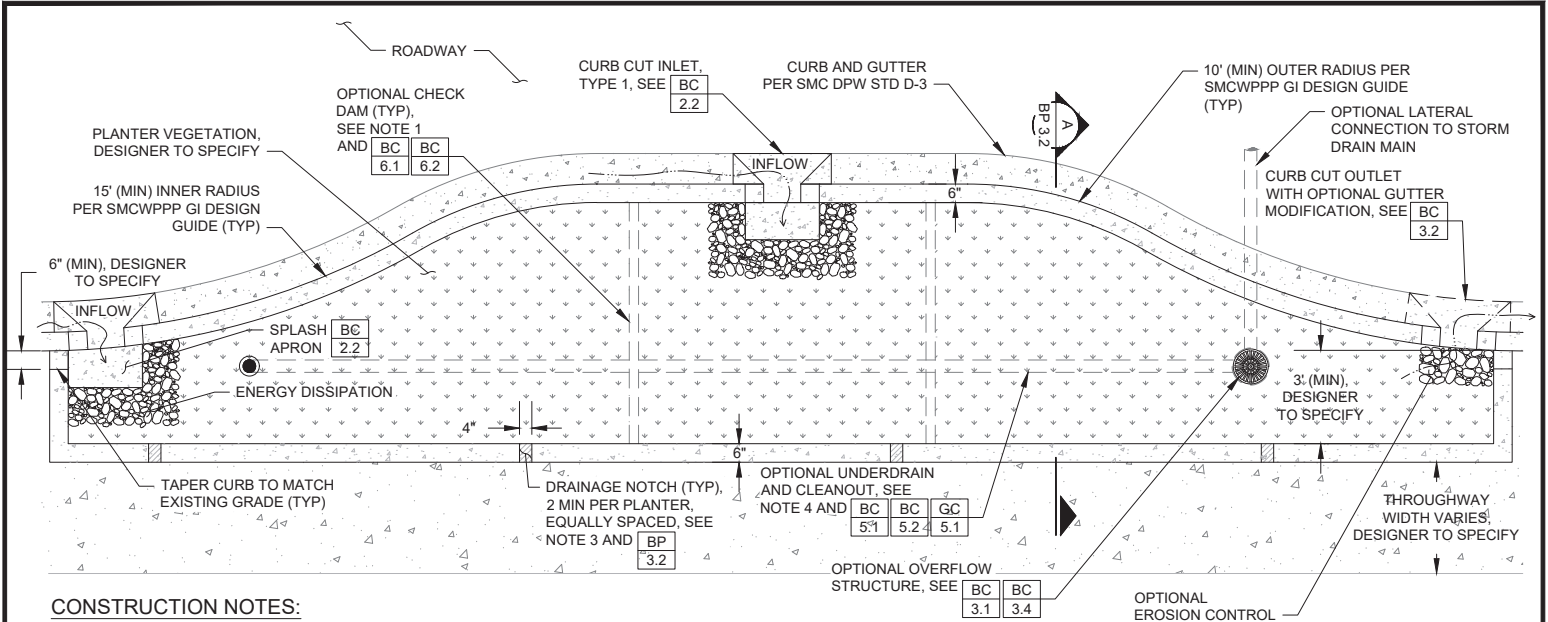 ROADWAY
CURB CUT INLET,
TYPE 1, SEE BC
2.2
CURB AND GUTTER
PER SMC DPW STD D-3
10' (MIN) OUTER RADIUS PER
SMCWPPP GI DESIGN GUIDE
(TYP)
OPTIONAL CHECK
DAM (TYP),
SEE NOTE 1
AND BC BC
6.1 6.2
A
BP 3.2
OPTIONAL LATERAL
CONNECTION TO STORM
DRAIN MAIN
PLANTER VEGETATION,
DESIGNER TO SPECIFY
INFLOW
CURB CUT OUTLET
WITH OPTIONAL GUTTER
MODIFICATION, SEE BC
3.2
15' (MIN) INNER RADIUS
PER SMCWPPP GI DESIGN
GUIDE (TYP)
6"
6" (MIN), DESIGNER
TO SPECIFY
INFLOW
SPLASH BC
APRON 2.2
3' (MIN),
DESIGNER
TO SPECIFY
ENERGY DISSIPATION
4"
6"
TAPER CURB TO MATCH
EXISTING GRADE (TYP)
DRAINAGE NOTCH (TYP),
2 MIN PER PLANTER,
EQUALLY SPACED, SEE
NOTE 3 AND BP
3.2
OPTIONAL UNDERDRAIN
AND CLEANOUT, SEE
NOTE 4 AND BC BC GC
5.1 5.2 5.1
THROUGHWAY
WIDTH VARIES,
DESIGNER TO SPECIFY
OPTIONAL OVERFLOW
STRUCTURE, SEE BC BC
3.1 3.4
OPTIONAL
EROSION CONTROL
CONSTRUCTION NOTES: